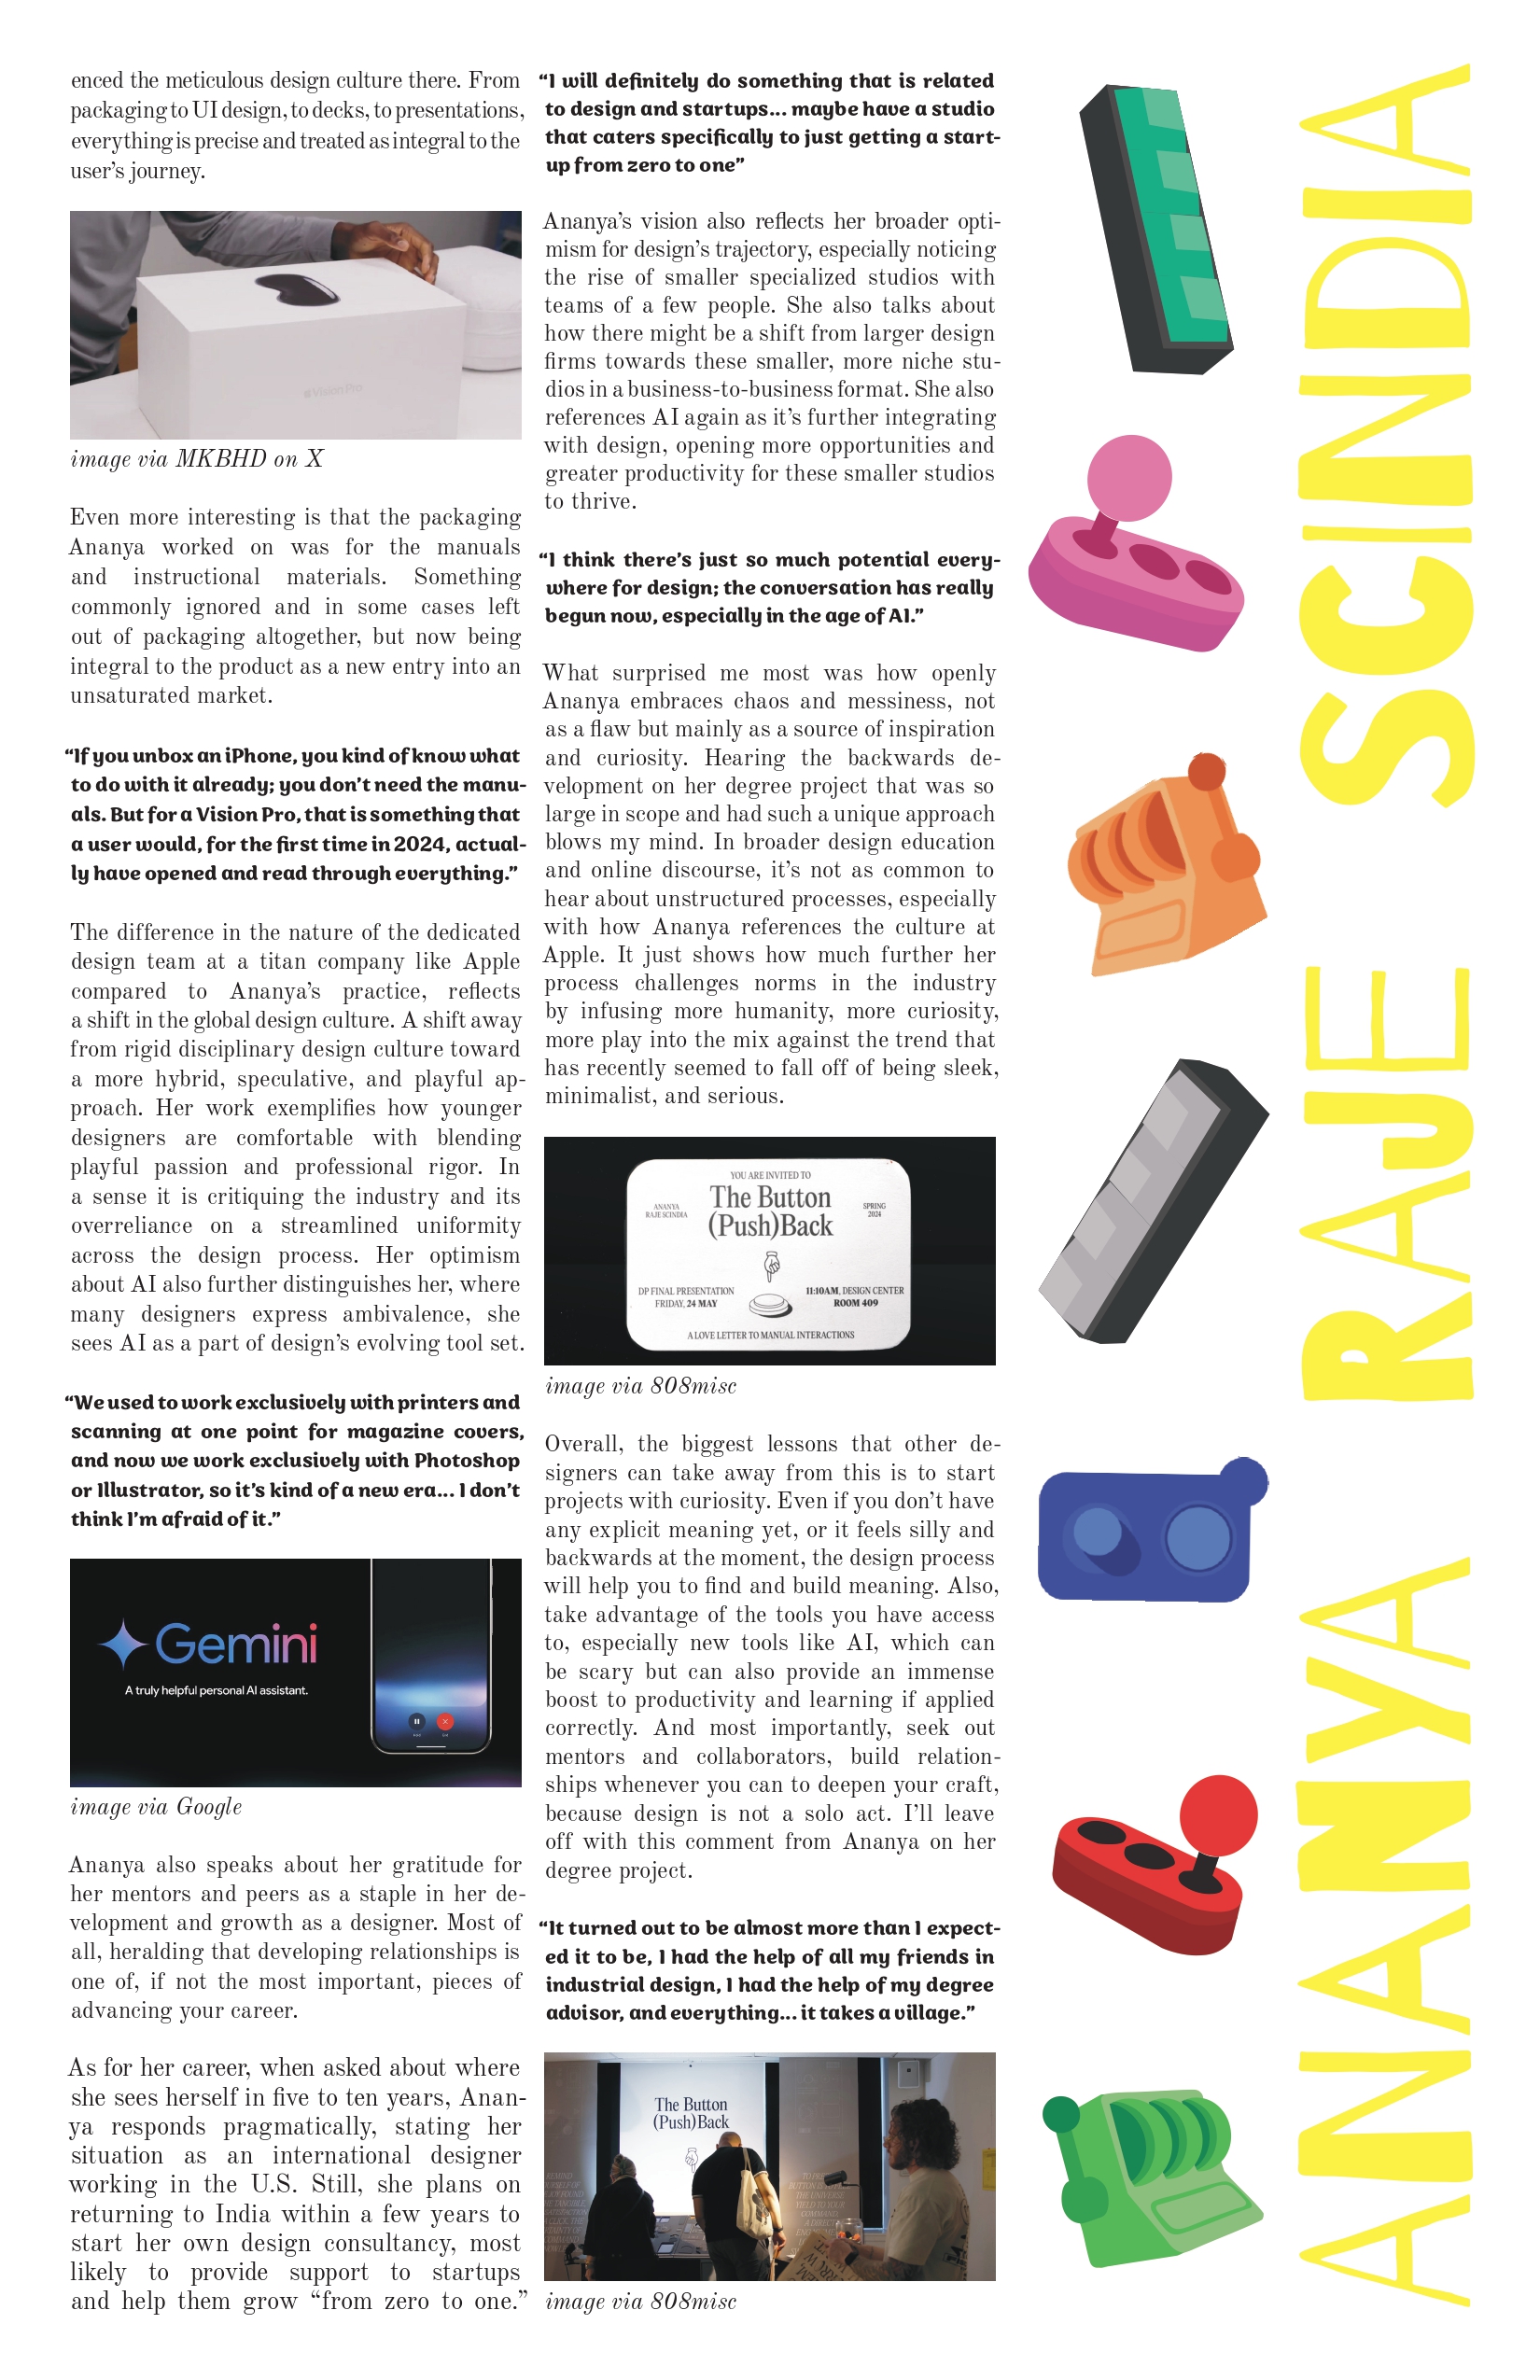 enced the meticulous design culture there. From
packaging to UI design, to decks, to presentations,
everything is precise and treated as integral to the
user's journey.
Vision Pro
image via MKBHD on X
Even more interesting is that the packaging
Ananya worked on was for the manuals
and instructional materials. Something
commonly ignored and in some cases left
out of packaging altogether, but now being
integral to the product as a new entry into an
unsaturated market.
“If you unbox an iPhone, you kind of know what
to do with it already; you don’t need the manu-
als. But for a Vision Pro, that is something that
a user would, for the first time in 2024, actual-
ly have opened and read through everything.”
The difference in the nature of the dedicated
design team at a titan company like Apple
compared to Ananya’s practice, reflects
a shift in the global design culture. A shift away
from rigid disciplinary design culture toward
a more hybrid, speculative, and playful ap-
proach. Her work exemplifies how younger
designers are comfortable with blending
playful passion and professional rigor. In
a sense it is critiquing the industry and its
overreliance on a streamlined uniformity
across the design process. Her optimism
about AI also further distinguishes her, where
many designers express ambivalence, she
sees AI as a part of design’s evolving tool set.
“We used to work exclusively with printers and
scanning at one point for magazine covers,
and now we work exclusively with Photoshop
or Illustrator, so it’s kind of a new era... I don’t
think I’m afraid of it.”
Gemini
A truly helpful personal AI assistant.
image via Google
Ananya also speaks about her gratitude for
her mentors and peers as a staple in her de-
velopment and growth as a designer. Most of
all, heralding that developing relationships is
one of, if not the most important, pieces of
advancing your career.
As for her career, when asked about where
she sees herself in five to ten years, Anan-
ya responds pragmatically, stating her
situation as an international designer
working in the U.S. Still, she plans on
returning to India within a few years to
start her own design consultancy, most
likely to provide support to startups
and help them grow “from zero to one.”
“I will definitely do something that is related
to design and startups... maybe have a studio
that caters specifically to just getting a start-
up from zero to one”
Ananya’s vision also reflects her broader opti-
mism for design’s trajectory, especially noticing
the rise of smaller specialized studios with
teams of a few people. She also talks about
how there might be a shift from larger design
firms towards these smaller, more niche stu-
dios in a business-to-business format. She also
references AI again as it’s further integrating
with design, opening more opportunities and
greater productivity for these smaller studios
to thrive.
“I think there’s just so much potential every-
where for design; the conversation has really
begun now, especially in the age of AI.”
What surprised me most was how openly
Ananya embraces chaos and messiness, not
as a flaw but mainly as a source of inspiration
and curiosity. Hearing the backwards de-
velopment on her degree project that was so
large in scope and had such a unique approach
blows my mind. In broader design education
and online discourse, it’s not as common to
hear about unstructured processes, especially
with how Ananya references the culture at
Apple. It just shows how much further her
process challenges norms in the industry
by infusing more humanity, more curiosity,
more play into the mix against the trend that
has recently seemed to fall off of being sleek,
minimalist, and serious.
YOU ARE INVITED TO
The Button
(Push)Back
ANANYA
RAJE SCINDIA
SPRING
2024
DP FINAL PRESENTATION
FRIDAY, 24 MAY
11:10AM, DESIGN CENTER
ROOM 409
A LOVE LETTER TO MANUAL INTERACTIONS
image via 808misc
Overall, the biggest lessons that other de-
signers can take away from this is to start
projects with curiosity. Even if you don’t have
any explicit meaning yet, or it feels silly and
backwards at the moment, the design process
will help you to find and build meaning. Also,
take advantage of the tools you have access
to, especially new tools like AI, which can
be scary but can also provide an immense
boost to productivity and learning if applied
correctly. And most importantly, seek out
mentors and collaborators, build relation-
ships whenever you can to deepen your craft,
because design is not a solo act. I’ll leave
off with this comment from Ananya on her
degree project.
“It turned out to be almost more than I expect-
ed it to be, I had the help of all my friends in
industrial design, I had the help of my degree
advisor, and everything... it takes a village.”
The Button
(Push)Back
image via 808misc
ANANYA RAJE SCINDIA